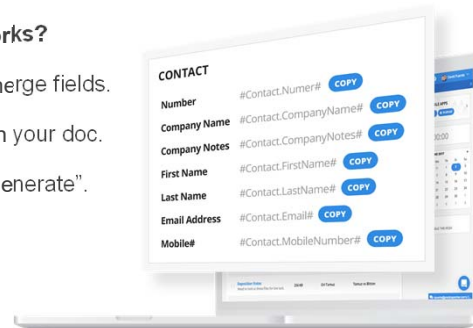 orks?
erge fields.
n your doc.
enerate".
CONTACT
Number #Contact.Numer# COPY
Company Name #Contact.CompanyName# COPY
Company Notes #Contact.CompanyNotes# COPY
First Name #Contact.FirstName# COPY
Last Name #Contact.LastName# COPY
Email Address #Contact.Email# COPY
Mobile# #Contact.MobileNumber# COPY